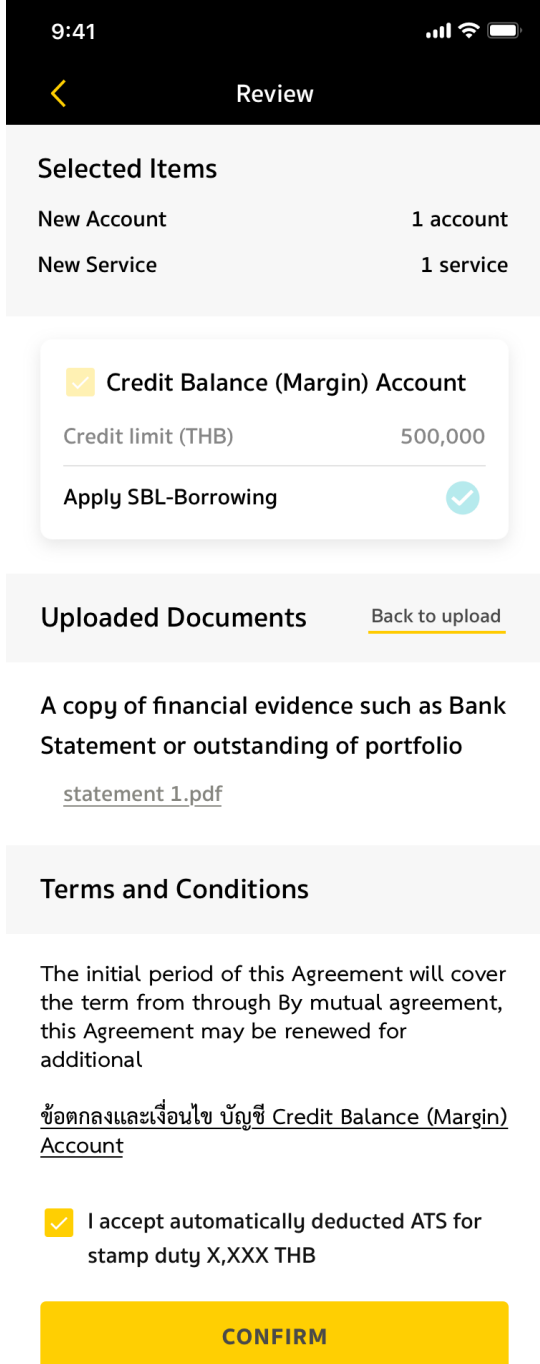 9:41
Review
Selected Items
New Account 1 account
New Service 1 service
Credit Balance (Margin) Account
Credit limit (THB) 500,000
Apply SBL-Borrowing
Uploaded Documents Back to upload
A copy of financial evidence such as Bank
Statement or outstanding of portfolio
statement 1.pdf
Terms and Conditions
The initial period of this Agreement will cover
the term from through By mutual agreement,
this Agreement may be renewed for
additional
ข้อตกลงและเงื่อนไข บัญชี Credit Balance (Margin)
Account
I accept automatically deducted ATS for
stamp duty X,XXX THB
CONFIRM